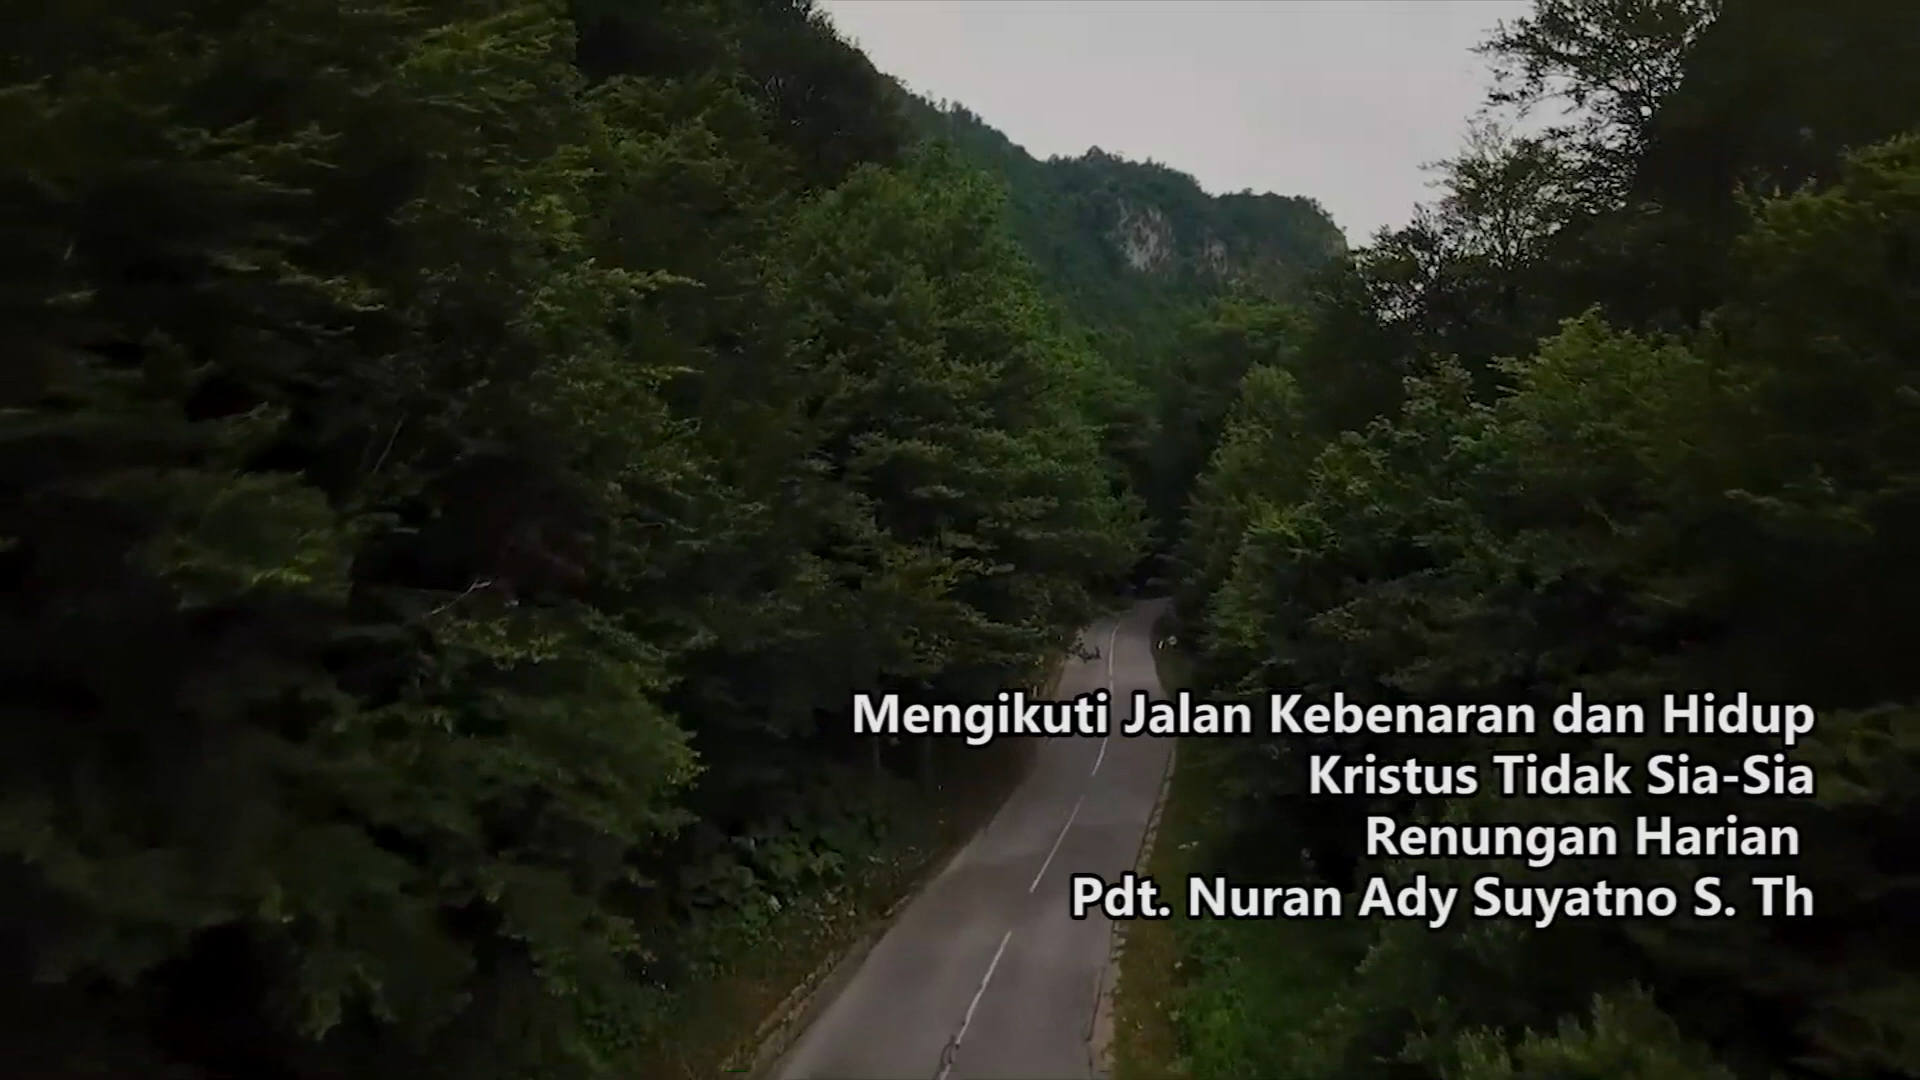 Mengikuti Jalan Kebenaran dan Hidup
Kristus Tidak Sia-Sia
Renungan Harian
Pdt. Nuran Ady Suyatno S. Th